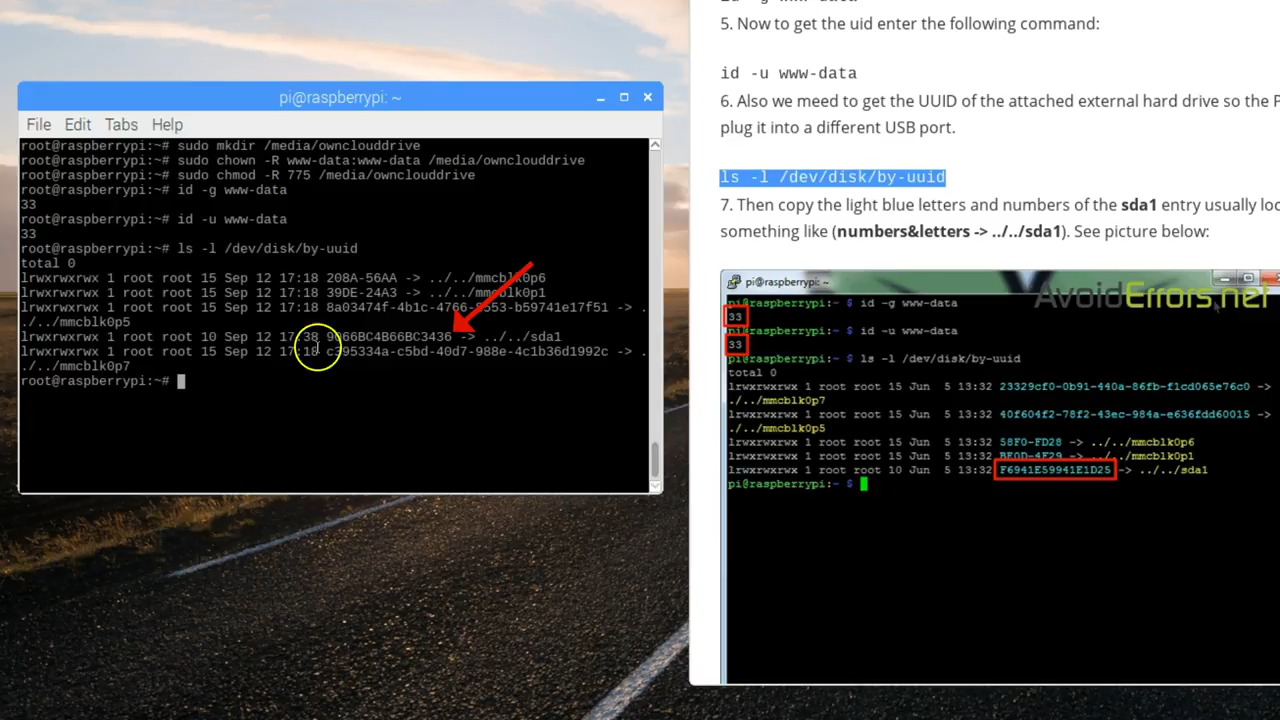 pi@raspberrypi: ~
File Edit Tabs Help
root@raspberrypi:~# sudo mkdir /media/ownclouddrive
root@raspberrypi:~# sudo chown -R www-data:www-data /media/ownclouddrive
root@raspberrypi:~# sudo chmod -R 775 /media/ownclouddrive
root@raspberrypi:~# id -g www-data
33
root@raspberrypi:~# id -u www-data
33
root@raspberrypi:~# ls -l /dev/disk/by-uuid
total 0
lrwxrwxrwx 1 root root 15 Sep 12 17:18 208A-56AA -> ../../mmcblk0p6
lrwxrwxrwx 1 root root 15 Sep 12 17:18 39DE-24A3 -> ../../mmcblk0p1
lrwxrwxrwx 1 root root 15 Sep 12 17:18 -> .
./../mmcblk0p5
lrwxrwxrwx 1 root root 10 Sep 12 17:38 -> ../../sda1
lrwxrwxrwx 1 root root 15 Sep 12 17:18 c395334a-c5bd-40d7-988e-4c1b36d1992c -> .
./../mmcblk0p7
root@raspberrypi:~#
5. Now to get the uid enter the following command:
id -u www-data
6. Also we meed to get the UUID of the attached external hard drive so the
plug it into a different USB port.
ls -l /dev/disk/by-uuid
7. Then copy the light blue letters and numbers of the sda1 entry usually
something like (numbers&letters -> ../../sda1). See picture below:
pi@raspberrypi: ~
AvoidErrors.net
pi@raspberrypi:~ $ id -g www-data
33
pi@raspberrypi:~ $ id -u www-data
33
pi@raspberrypi:~ $ ls -l /dev/disk/by-uuid
total 0
lrwxrwxrwx 1 root root 15 Jun 5 13:32 23329cf0-0b91-440a-86fb-f1cd065e76c0 ->
./../mmcblk0p7
lrwxrwxrwx 1 root root 15 Jun 5 13:32 40f604f2-78f2-43ec-984a-e636fdd60015 ->
./../mmcblk0p5
lrwxrwxrwx 1 root root 15 Jun 5 13:32 58F0-FD28 -> ../../mmcblk0p6
lrwxrwxrwx 1 root root 15 Jun 5 13:32 BE0D-4F29 -> ../../mmcblk0p1
lrwxrwxrwx 1 root root 10 Jun 5 13:32 F6941E59941E1D25 -> ../../sda1
pi@raspberrypi:~ $